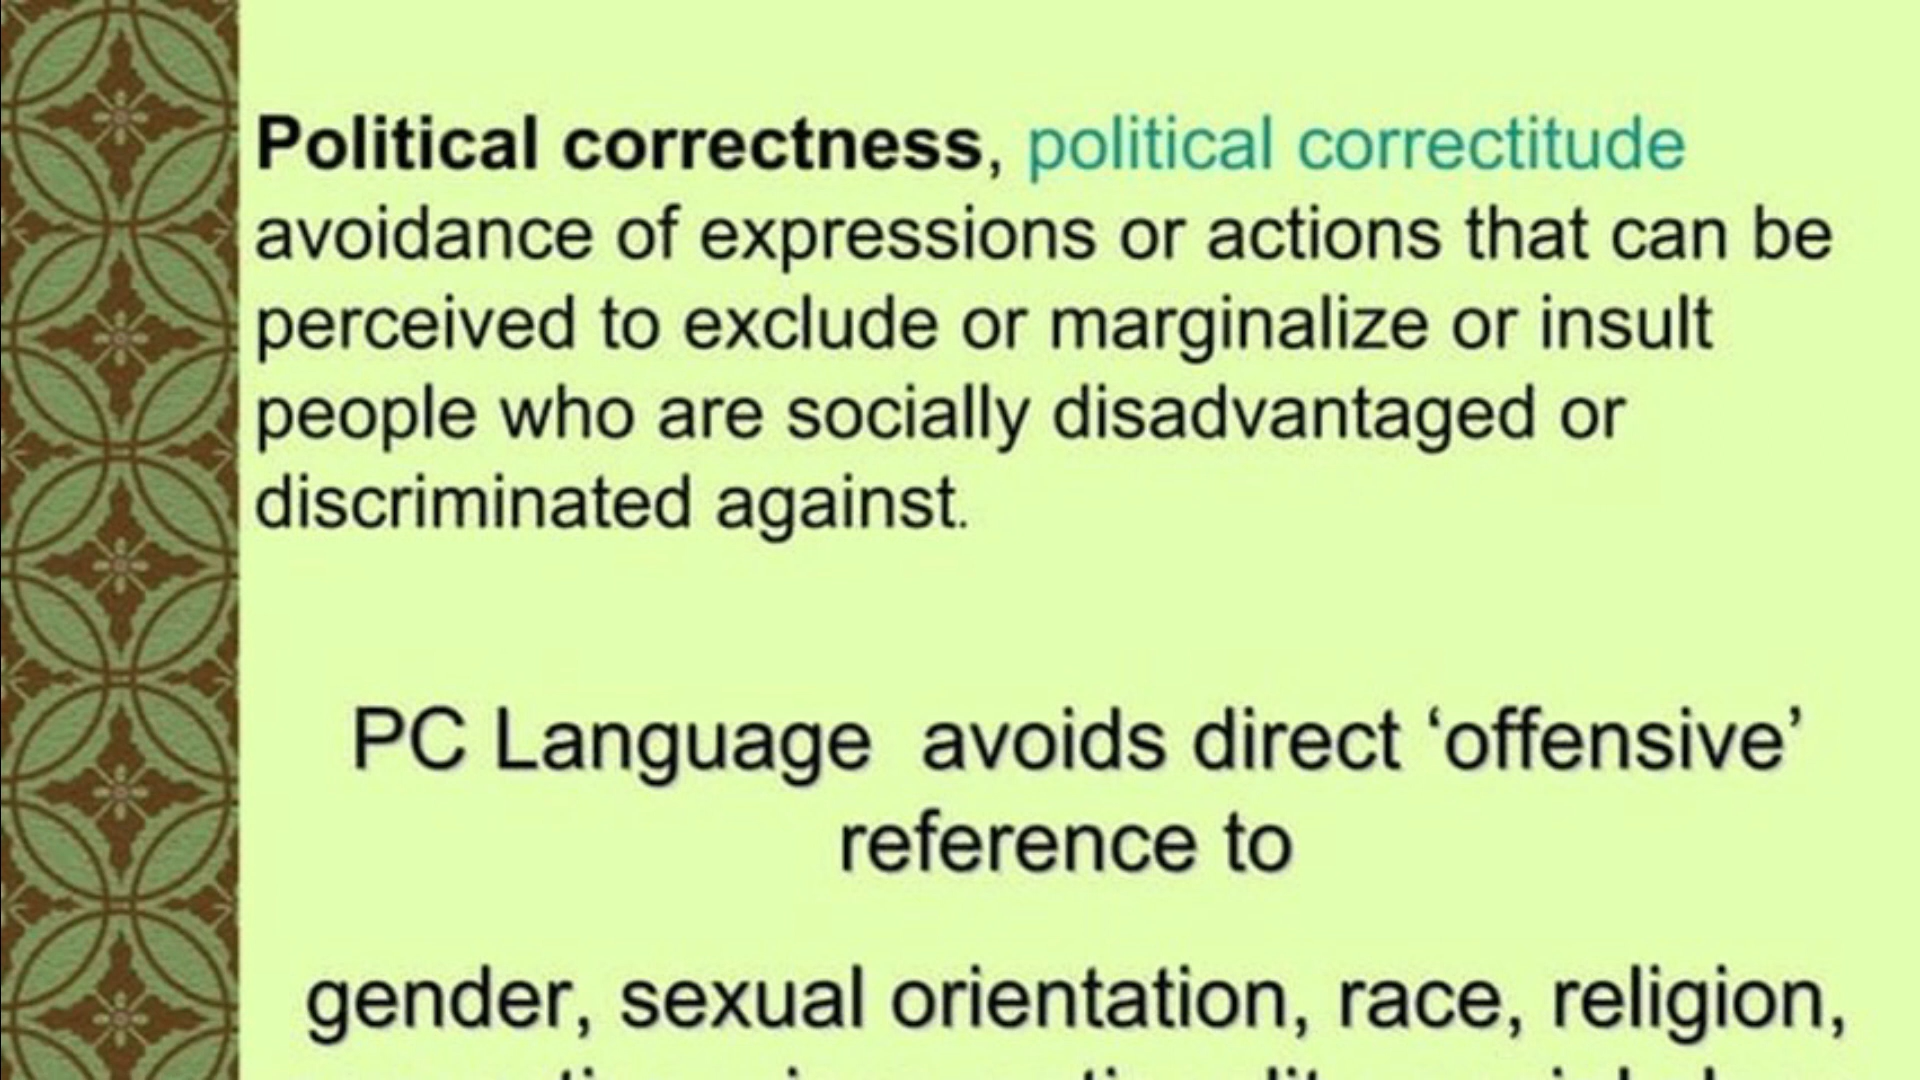 Political correctness, political correctitude
avoidance of expressions or actions that can be
perceived to exclude or marginalize or insult
people who are socially disadvantaged or
discriminated against.
PC Language avoids direct ‘offensive’
reference to
gender, sexual orientation, race, religion,